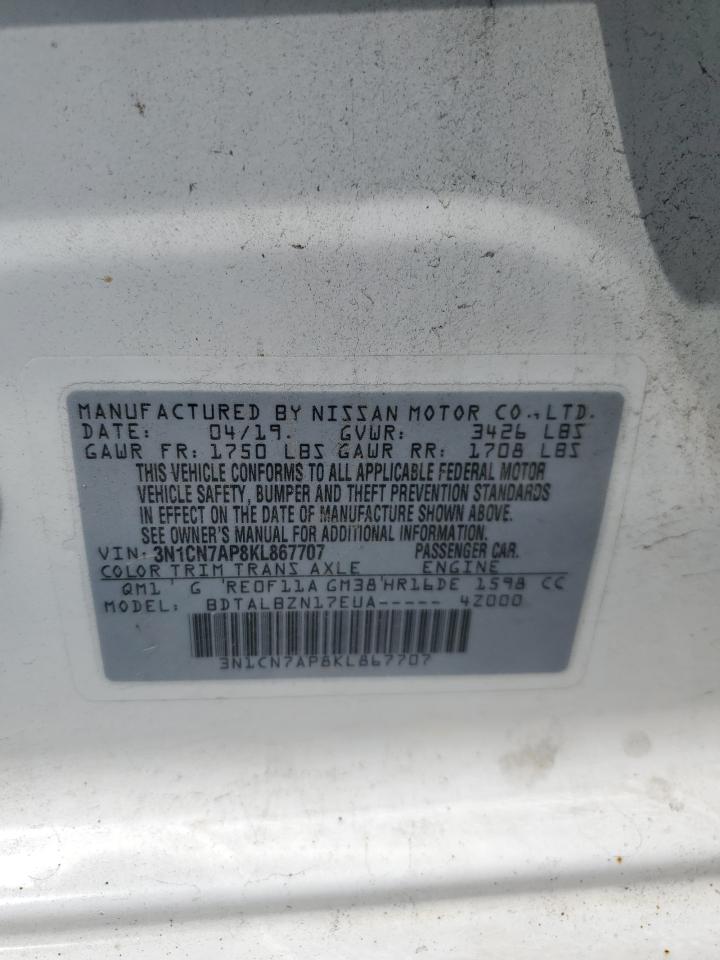 MANUFACTURED BY NISSAN MOTOR CO.,LTD.
DATE: 04/19. GVWR: 3426 LBS
GAWR FR: 1750 LBS GAWR RR: 1708 LBS
THIS VEHICLE CONFORMS TO ALL APPLICABLE FEDERAL MOTOR
VEHICLE SAFETY, BUMPER AND THEFT PREVENTION STANDARDS
IN EFFECT ON THE DATE OF MANUFACTURE SHOWN ABOVE.
SEE OWNER'S MANUAL FOR ADDITIONAL INFORMATION.
VIN: 3N1CN7AP8KL867707 PASSENGER CAR.
COLOR TRIM TRANS AXLE ENGINE
QM1 G RE0F11A GM38 HR16DE 1598 CC
MODEL: BDTALBZN17EUA----- 4Z000
3N1CN7AP8KL867707